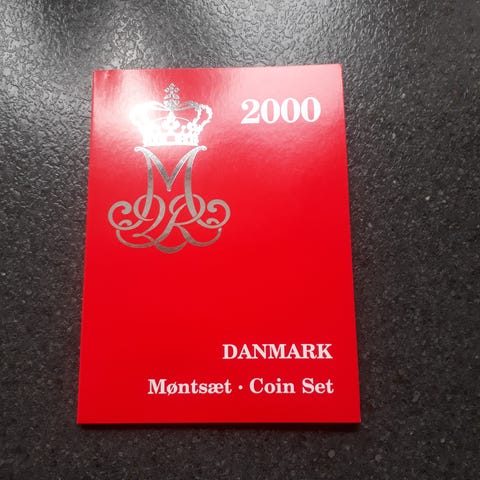 2000
DANMARK
Møntsæt · Coin Set